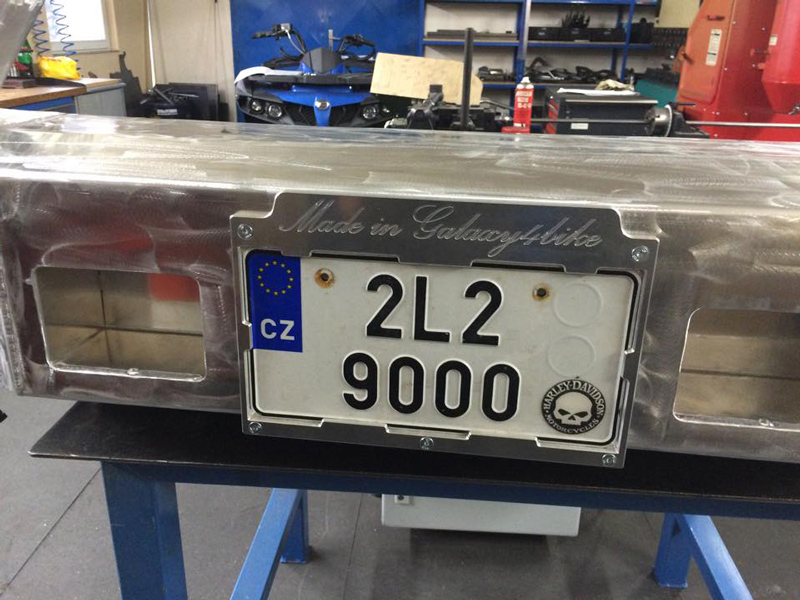 Made in Galaxy4bike
CZ
2L2
9000
HARLEY-DAVIDSON
MOTORCYCLES